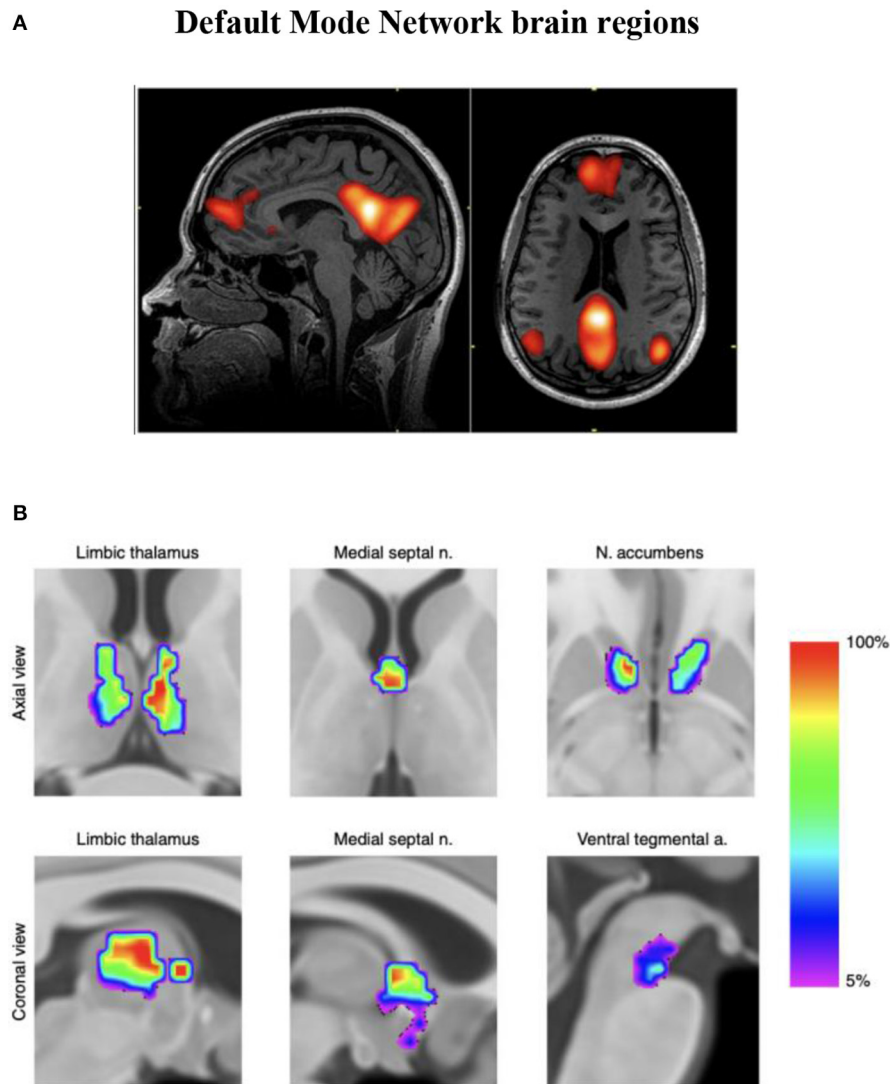 A
Default Mode Network brain regions
B
Limbic thalamus
Medial septal n.
N. accumbens
Axial view
100%
5%
Limbic thalamus
Medial septal n.
Ventral tegmental a.
Coronal view